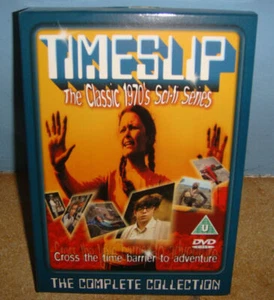 TIMESLIP
The Classic 1970's Sci-fi Series
U
DVD
Cross the time barrier to adventure
THE COMPLETE COLLECTION